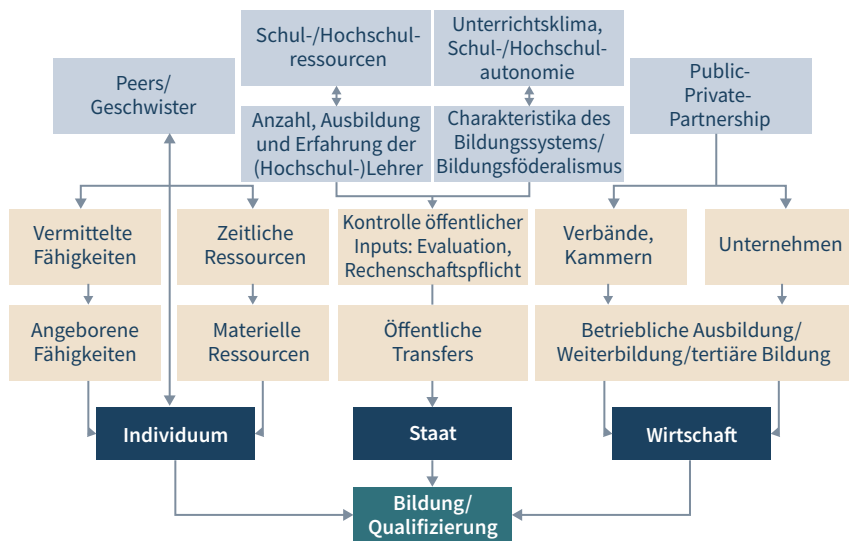 Peers/
Geschwister
Schul-/Hochschul-
ressourcen
Unterrichtsklima,
Schul-/Hochschul-
autonomie
Public-
Private-
Partnership
Anzahl, Ausbildung
und Erfahrung der
(Hochschul-)Lehrer
Charakteristika des
Bildungssystems/
Bildungsföderalismus
Vermittelte
Fähigkeiten
Zeitliche
Ressourcen
Kontrolle öffentlicher
Inputs: Evaluation,
Rechenschaftspflicht
Verbände,
Kammern
Unternehmen
Angeborene
Fähigkeiten
Materielle
Ressourcen
Öffentliche
Transfers
Betriebliche Ausbildung/
Weiterbildung/tertiäre Bildung
Individuum
Staat
Wirtschaft
Bildung/
Qualifizierung